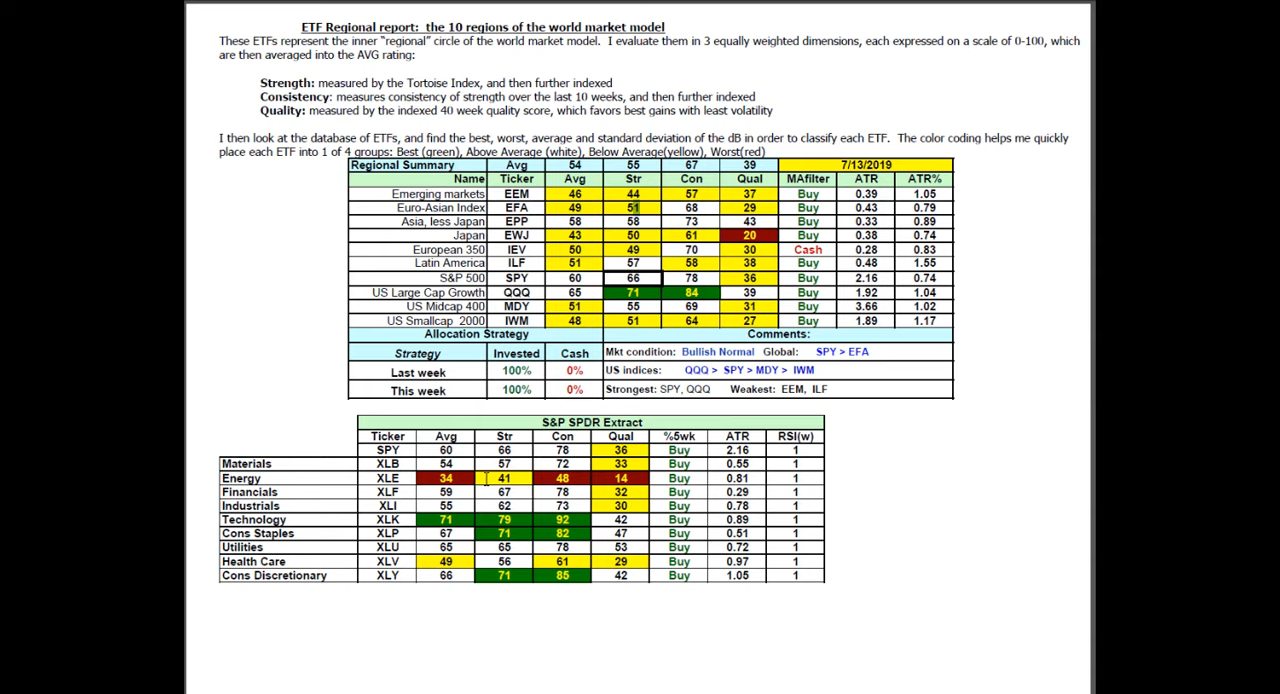 ETF Regional report: the 10 regions of the world market model
These ETFs represent the inner "regional" circle of the world market model. I evaluate them in 3 equally weighted dimensions, each expressed on a scale of 0-100, which
are then averaged into the AVG rating:
Strength: measured by the Tortoise Index, and then further indexed
Consistency: measures consistency of strength over the last 10 weeks, and then further indexed
Quality: measured by the indexed 40 week quality score, which favors best gains with least volatility
I then look at the database of ETFs, and find the best, worst, average and standard deviation of the dB in order to classify each ETF. The color coding helps me quickly
place each ETF into 1 of 4 groups: Best (green), Above Average (white), Below Average(yellow), Worst(red)
Regional Summary Avg 54 55 67 39 7/13/2019
Name Ticker Avg Str Con Qual MAfilter ATR ATR%
Emerging markets EEM 46 44 57 37 Buy 0.39 1.05
Euro-Asian Index EFA 49 51 68 29 Buy 0.43 0.79
Asia, less Japan EPP 58 58 73 43 Buy 0.33 0.89
Japan EWJ 43 50 61 20 Buy 0.38 0.74
European 350 IEV 50 49 70 30 Cash 0.28 0.83
Latin America ILF 51 57 58 38 Buy 0.48 1.55
S&P 500 SPY 60 66 78 36 Buy 2.16 0.74
US Large Cap Growth QQQ 65 71 84 39 Buy 1.92 1.04
US Midcap 400 MDY 51 55 69 31 Buy 3.66 1.02
US Smallcap 2000 IWM 48 51 64 27 Buy 1.89 1.17
Allocation Strategy Comments:
Strategy Invested Cash Mkt condition: Bullish Normal Global: SPY > EFA
Last week 100% 0% US indices: QQQ > SPY > MDY > IWM
This week 100% 0% Strongest: SPY, QQQ Weakest: EEM, ILF
S&P SPDR Extract
Ticker Avg Str Con Qual %5wk ATR RSI(w)
SPY 60 66 78 36 Buy 2.16 1
Materials XLB 54 57 72 33 Buy 0.55 1
Energy XLE 34 41 48 14 Buy 0.81 1
Financials XLF 59 67 78 32 Buy 0.29 1
Industrials XLI 55 62 73 30 Buy 0.78 1
Technology XLK 71 79 92 42 Buy 0.89 1
Cons Staples XLP 67 71 82 47 Buy 0.51 1
Utilities XLU 65 65 78 53 Buy 0.72 1
Health Care XLV 49 56 61 29 Buy 0.97 1
Cons Discretionary XLY 66 71 85 42 Buy 1.05 1